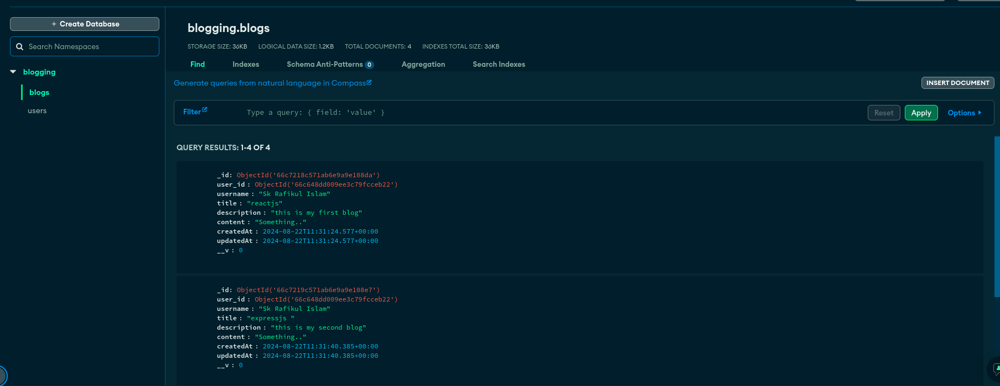 + Create Database
Search Namespaces
blogging
blogs
users
blogging.blogs
STORAGE SIZE: 36KB LOGICAL DATA SIZE: 1.2KB TOTAL DOCUMENTS: 4 INDEXES TOTAL SIZE: 36KB
Find Indexes Schema Anti-Patterns 0 Aggregation Search Indexes
Generate queries from natural language in Compass
INSERT DOCUMENT
Filter Type a query: { field: 'value' } Reset Apply Options
QUERY RESULTS: 1-4 OF 4
_id: ObjectId('66c7218c571ab6e9a9e108da')
user_id : ObjectId('66c648dd009ee3c79fcceb22')
username : "Sk Rafikul Islam"
title : "reactjs"
description : "this is my first blog"
content : "Something.."
createdAt : 2024-08-22T11:31:24.577+00:00
updatedAt : 2024-08-22T11:31:24.577+00:00
__v : 0
_id: ObjectId('66c7219c571ab6e9a9e108e7')
user_id : ObjectId('66c648dd009ee3c79fcceb22')
username : "Sk Rafikul Islam"
title : "expressjs "
description : "this is my second blog"
content : "Something.."
createdAt : 2024-08-22T11:31:40.385+00:00
updatedAt : 2024-08-22T11:31:40.385+00:00
__v : 0